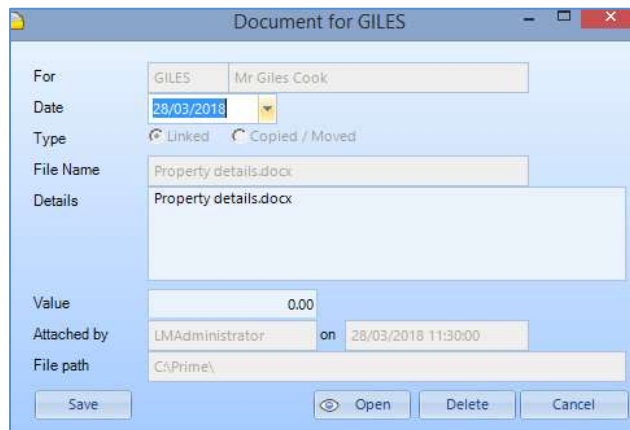 Document for GILES
For GILES Mr Giles Cook
Date 28/03/2018
Type Linked Copied / Moved
File Name Property details.docx
Details Property details.docx
Value 0.00
Attached by LMAdministrator on 28/03/2018 11:30:00
File path C:\Prime\
Save Open Delete Cancel